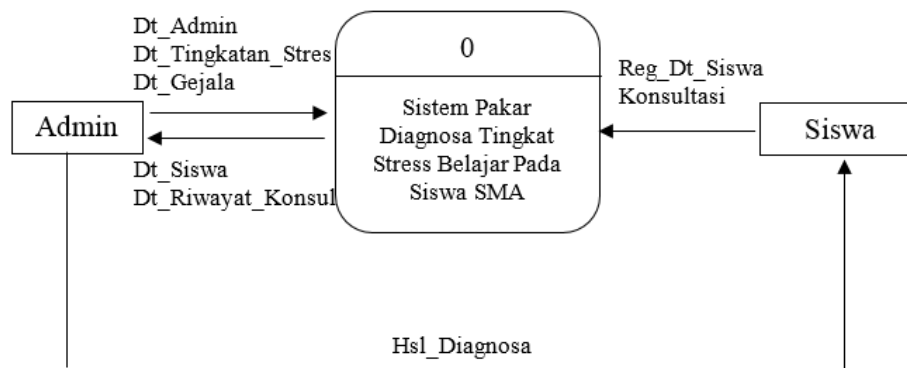 Dt_Admin
Dt_Tingkatan_Stres
Dt_Gejala
Admin
Dt_Siswa
Dt_Riwayat_Konsul
0
Sistem Pakar
Diagnosa Tingkat
Stress Belajar Pada
Siswa SMA
Reg_Dt_Siswa
Konsultasi
Siswa
Hsl_Diagnosa